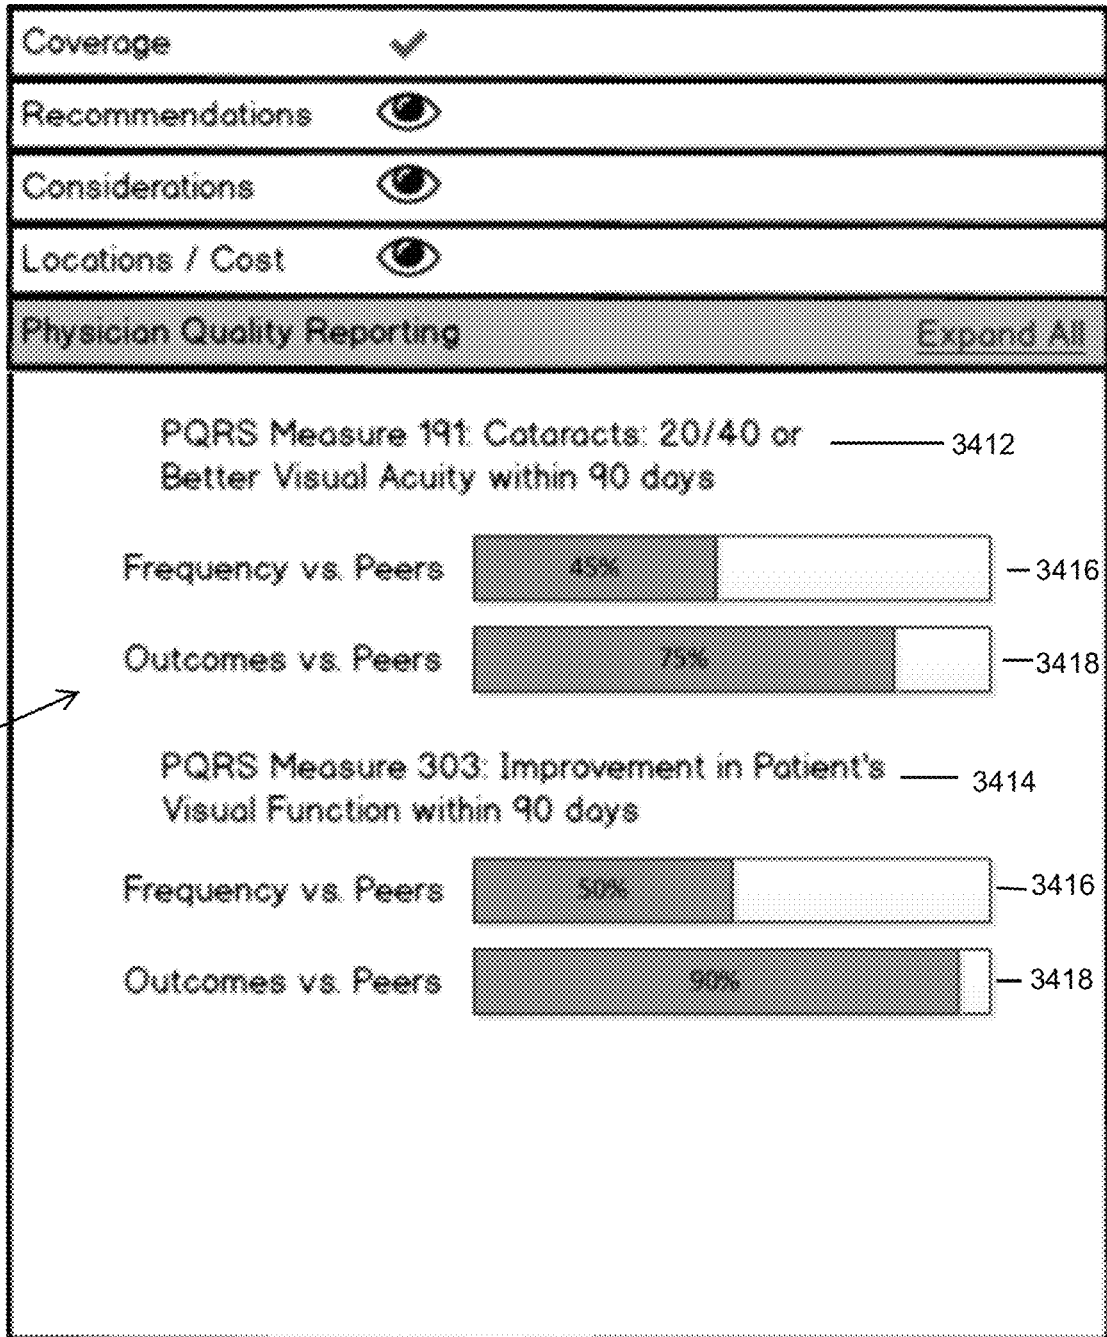 Coverage
Recommendations
Considerations
Locations / Cost
Physician Quality Reporting Expand All
PQRS Measure 191: Cataracts: 20/40 or 3412
Better Visual Acuity within 90 days
Frequency vs. Peers 45% 3416
Outcomes vs. Peers 75% 3418
PQRS Measure 303: Improvement in Patient's 3414
Visual Function within 90 days
Frequency vs. Peers 50% 3416
Outcomes vs. Peers 90% 3418